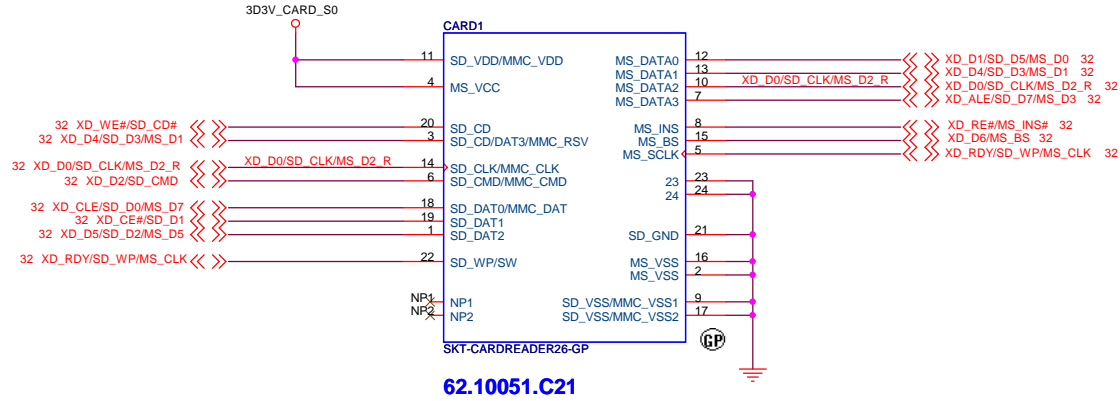 3D3V_CARD_S0
CARD1
11 SD_VDD/MMC_VDD
4 MS_VCC
32 XD_WE#/SD_CD# 20 SD_CD
32 XD_D4/SD_D3/MS_D1 3 SD_CD/DAT3/MMC_RSV
32 XD_D0/SD_CLK/MS_D2_R XD_D0/SD_CLK/MS_D2_R 14 SD_CLK/MMC_CLK
32 XD_D2/SD_CMD 6 SD_CMD/MMC_CMD
32 XD_CLE/SD_D0/MS_D7 18 SD_DAT0/MMC_DAT
32 XD_CE#/SD_D1 19 SD_DAT1
32 XD_D5/SD_D2/MS_D5 1 SD_DAT2
32 XD_RDY/SD_WP/MS_CLK 22 SD_WP/SW
NP1 NP1
NP2 NP2
MS_DATA0 12 XD_D1/SD_D5/MS_D0 32
MS_DATA1 13 XD_D4/SD_D3/MS_D1 32
MS_DATA2 10 XD_D0/SD_CLK/MS_D2_R XD_D0/SD_CLK/MS_D2_R 32
MS_DATA3 7 XD_ALE/SD_D7/MS_D3 32
MS_INS 8 XD_RE#/MS_INS# 32
MS_BS 15 XD_D6/MS_BS 32
MS_SCLK 5 XD_RDY/SD_WP/MS_CLK 32
23 23
24 24
SD_GND 21
MS_VSS 16
MS_VSS 2
SD_VSS/MMC_VSS1 9
SD_VSS/MMC_VSS2 17
GP
SKT-CARDREADER26-GP
62.10051.C21